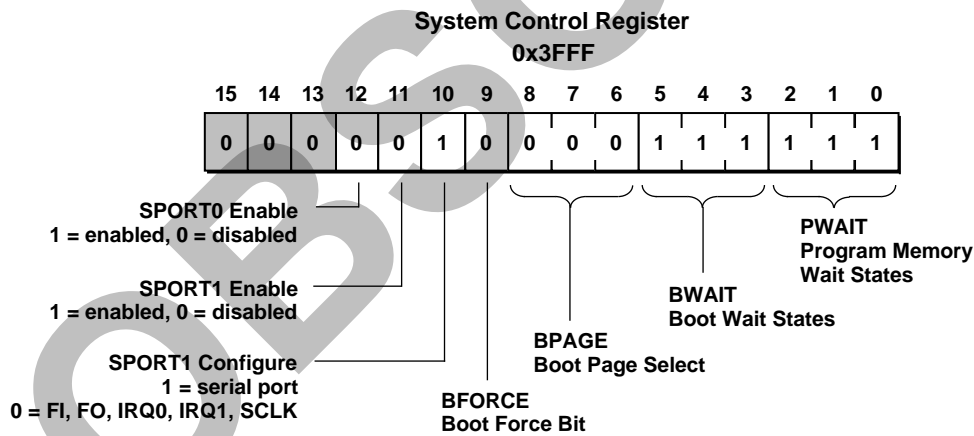 System Control Register
0x3FFF
15 14 13 12 11 10 9 8 7 6 5 4 3 2 1 0
0 0 0 0 0 1 0 0 0 0 1 1 1 1 1 1
SPORT0 Enable
1 = enabled, 0 = disabled
SPORT1 Enable
1 = enabled, 0 = disabled
SPORT1 Configure
1 = serial port
0 = FI, FO, IRQ0, IRQ1, SCLK
BFORCE
Boot Force Bit
BPAGE
Boot Page Select
BWAIT
Boot Wait States
PWAIT
Program Memory
Wait States